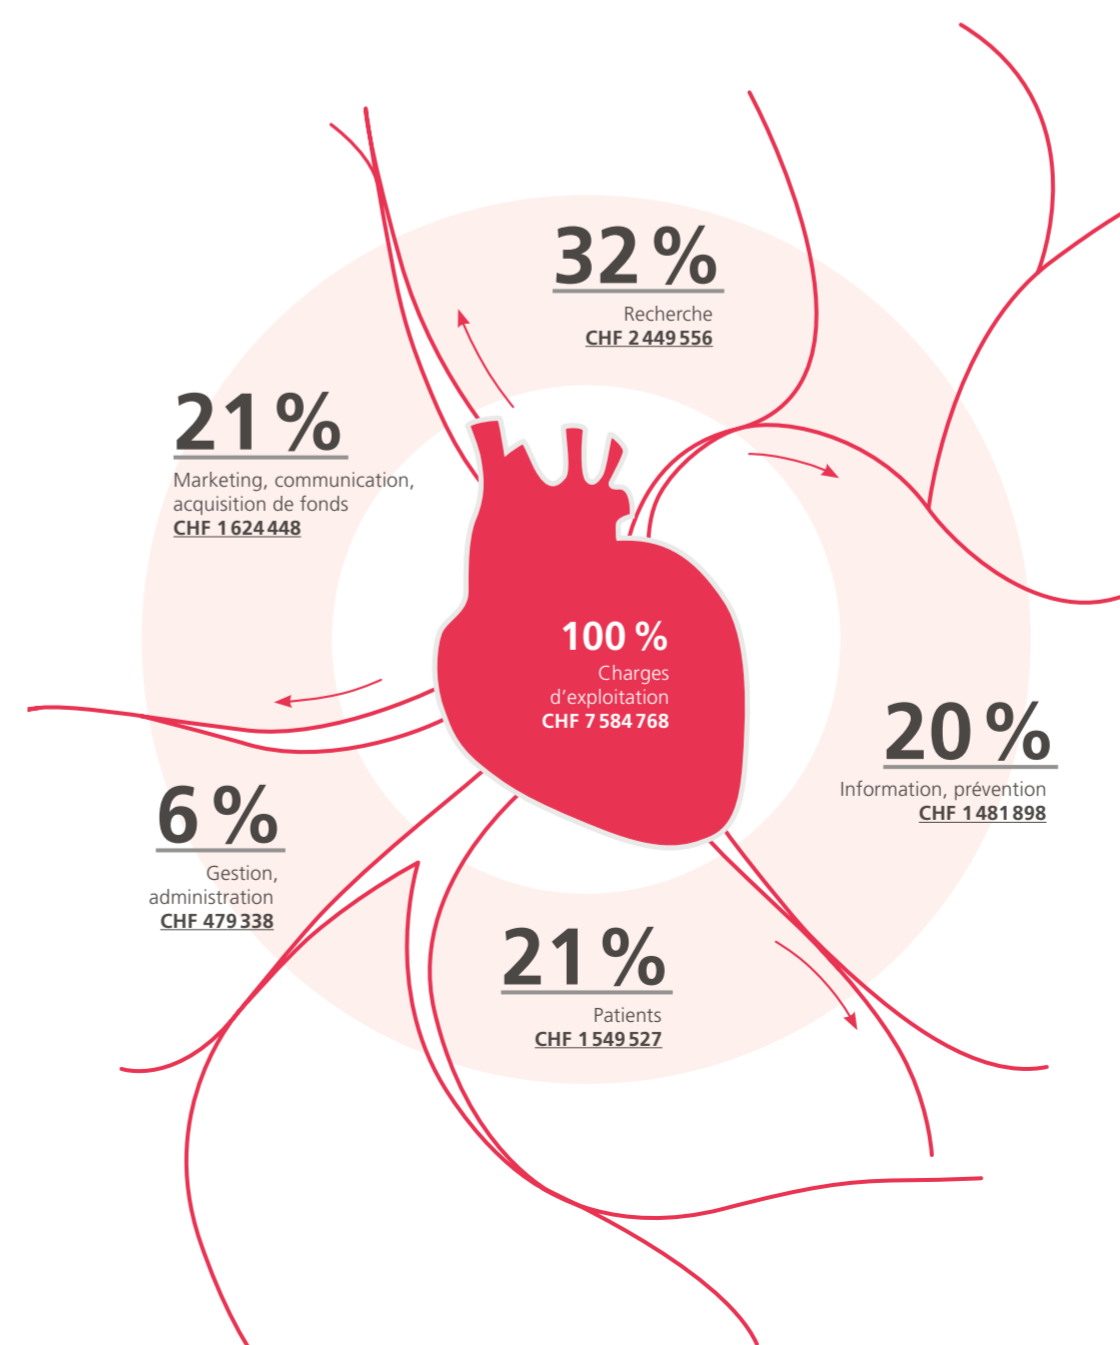 32 %
Recherche
CHF 2 449 556
21 %
Marketing, communication,
acquisition de fonds
CHF 1 624 448
100 %
Charges
d’exploitation
CHF 7 584 768
20 %
Information, prévention
CHF 1 481 898
6 %
Gestion,
administration
CHF 479 338
21 %
Patients
CHF 1 549 527